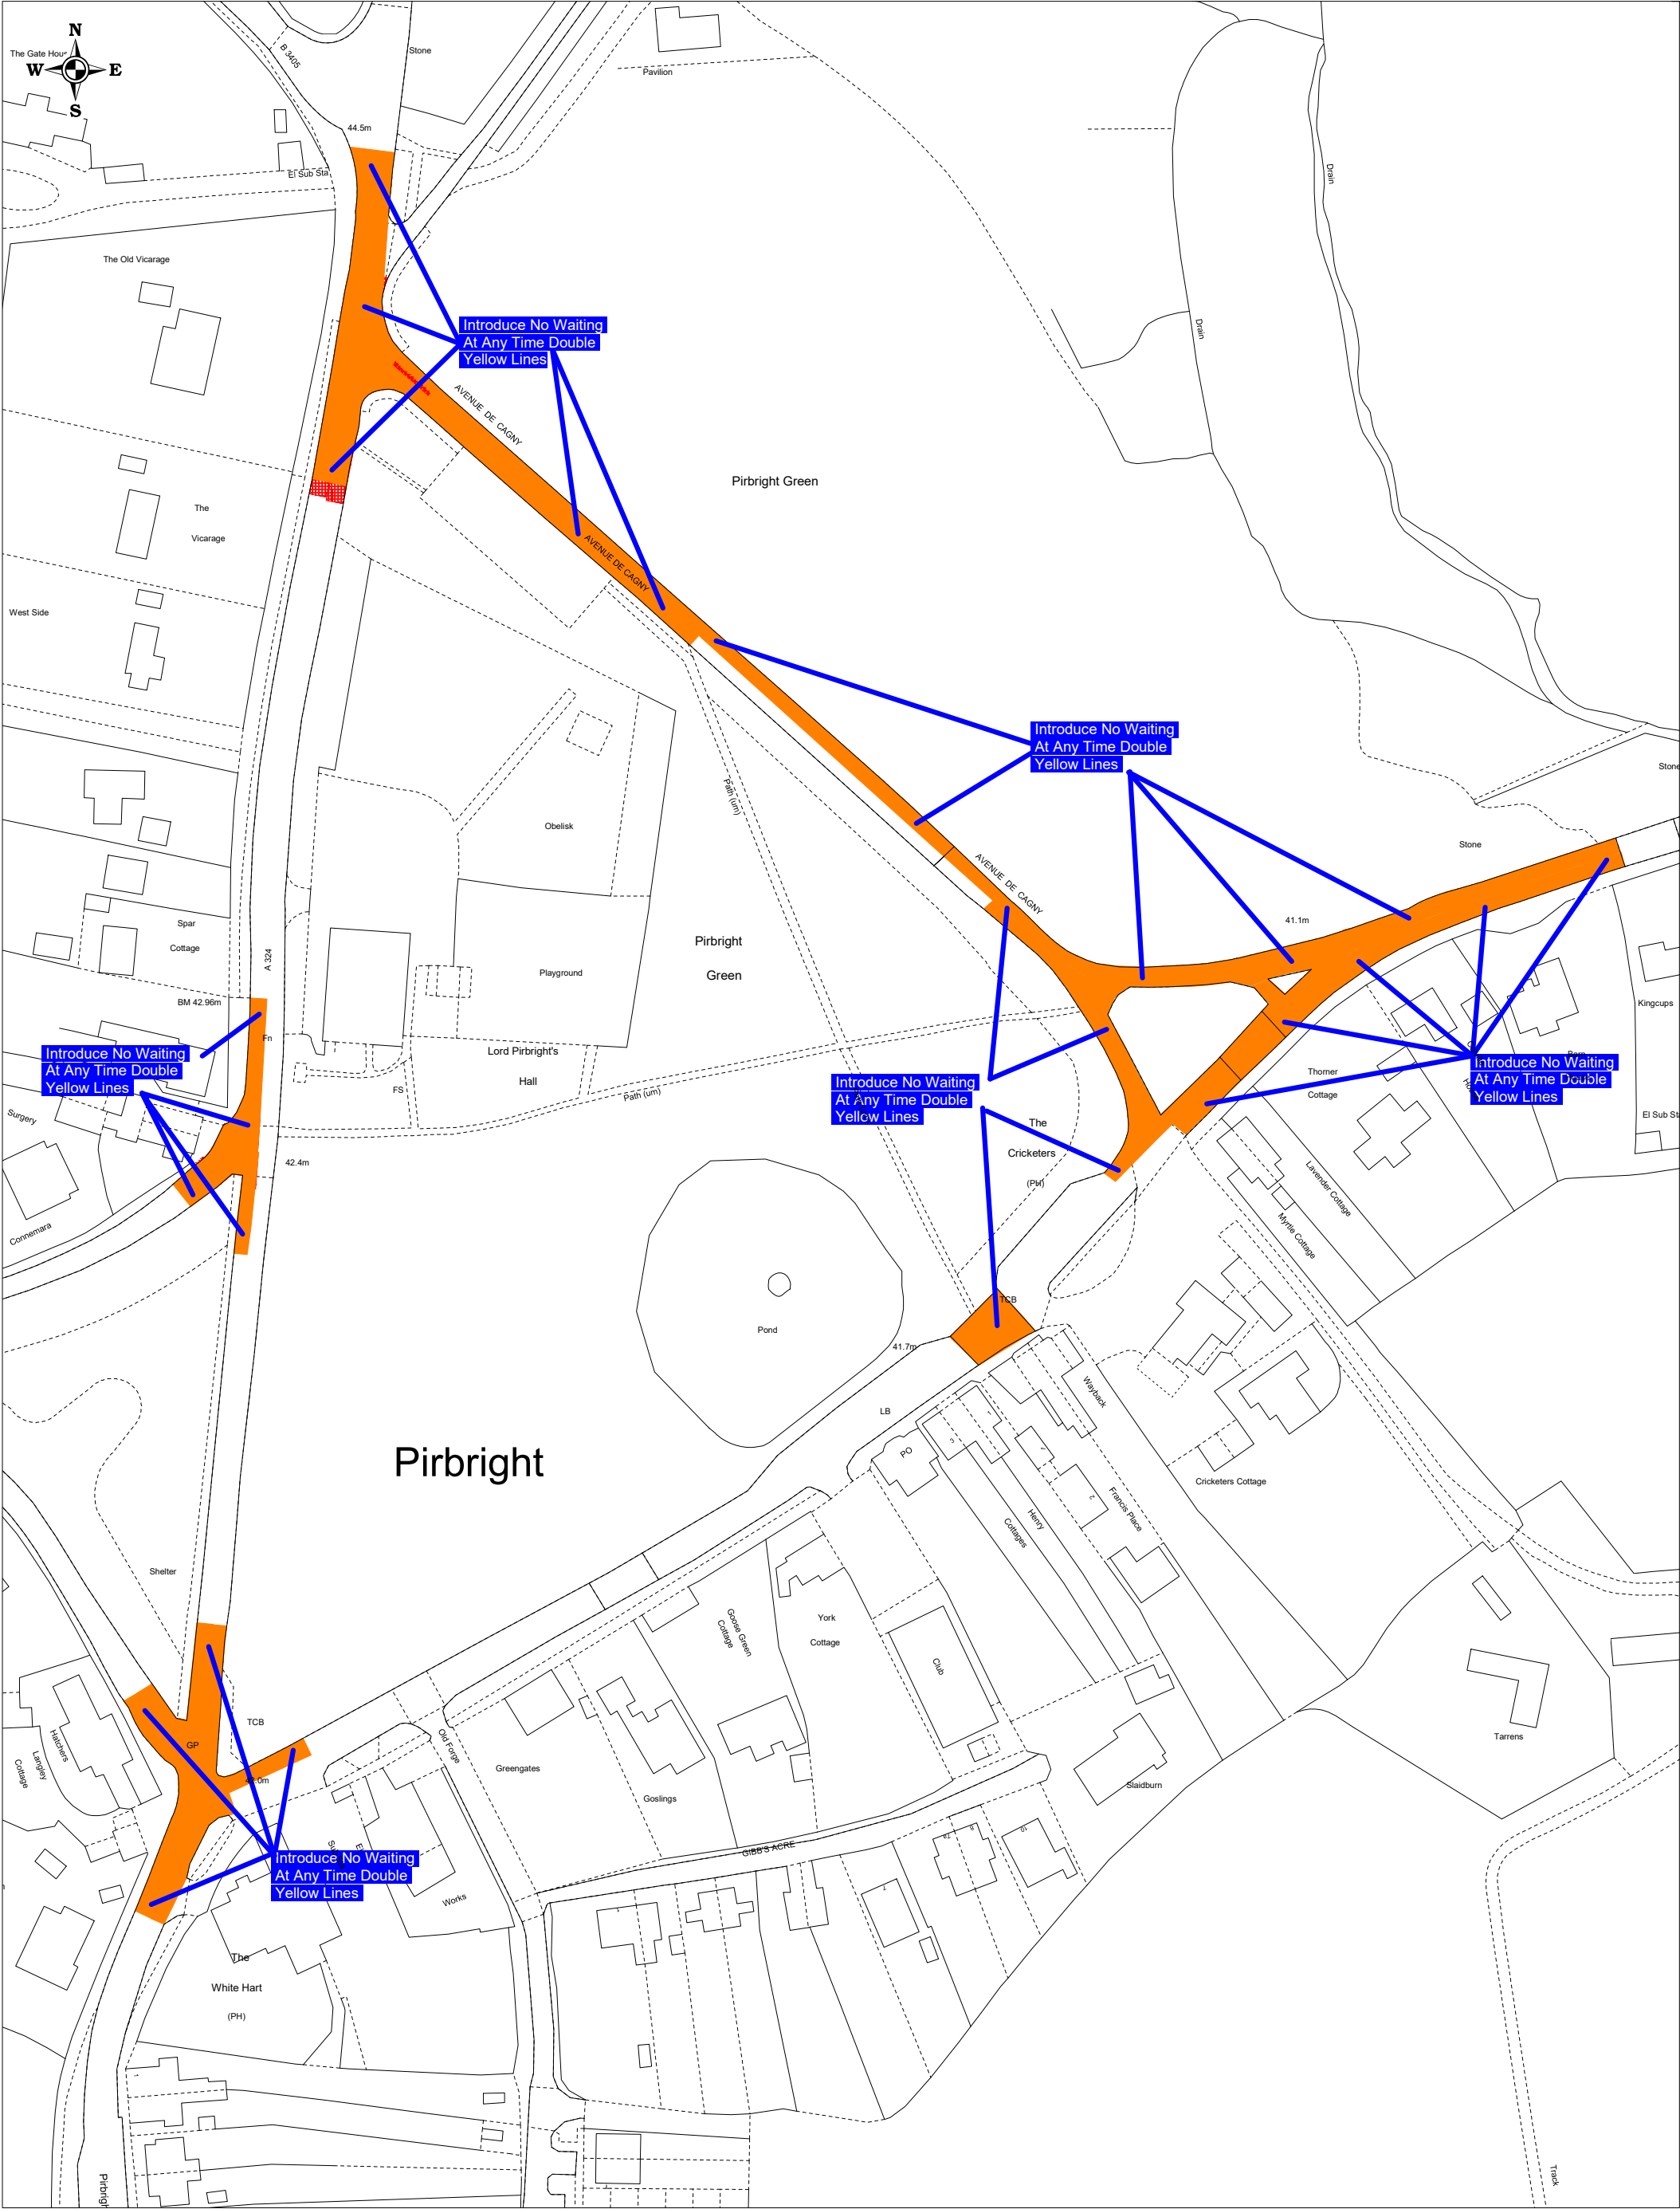 N
W
E
S
The Gate Hou
B 3405
Stone
Pavilion
44.5m
El Sub Sta
Drain
The Old Vicarage
Introduce No Waiting
At Any Time Double
Yellow Lines
Drain
AVENUE DE CAGNY
Pirbright Green
The
Vicarage
AVENUE DE CAGNY
West Side
Introduce No Waiting
At Any Time Double
Yellow Lines
Stone
Path (um)
Obelisk
Stone
AVENUE DE CAGNY
41.1m
Spar
Cottage
A 324
Pirbright
Green
Playground
BM 42.96m
Kingcups
Fn
Introduce No Waiting
At Any Time Double
Yellow Lines
Lord Pirbright's
Hall
FS
Path (um)
Introduce No Waiting
At Any Time Double
Yellow Lines
Thorner
Cottage
Introduce No Waiting
At Any Time Double
Yellow Lines
Surgery
El Sub St
The
Cricketers
(PH)
42.4m
Lavender Cottage
Myrtle Cottage
Connemara
TCB
Pond
41.7m
Wayback
LB
PO
Pirbright
Cricketers Cottage
Francis Place
Henry
Cottages
2
Shelter
Goose Green
Cottage
York
Cottage
Club
TCB
GP
Hatchers
Langley
Cottage
Old Forge
Greengates
Goslings
Slaidburn
Tarrens
GIBB'S ACRE
Introduce No Waiting
At Any Time Double
Yellow Lines
Works
The
White Hart
(PH)
Track
Pirbrigh